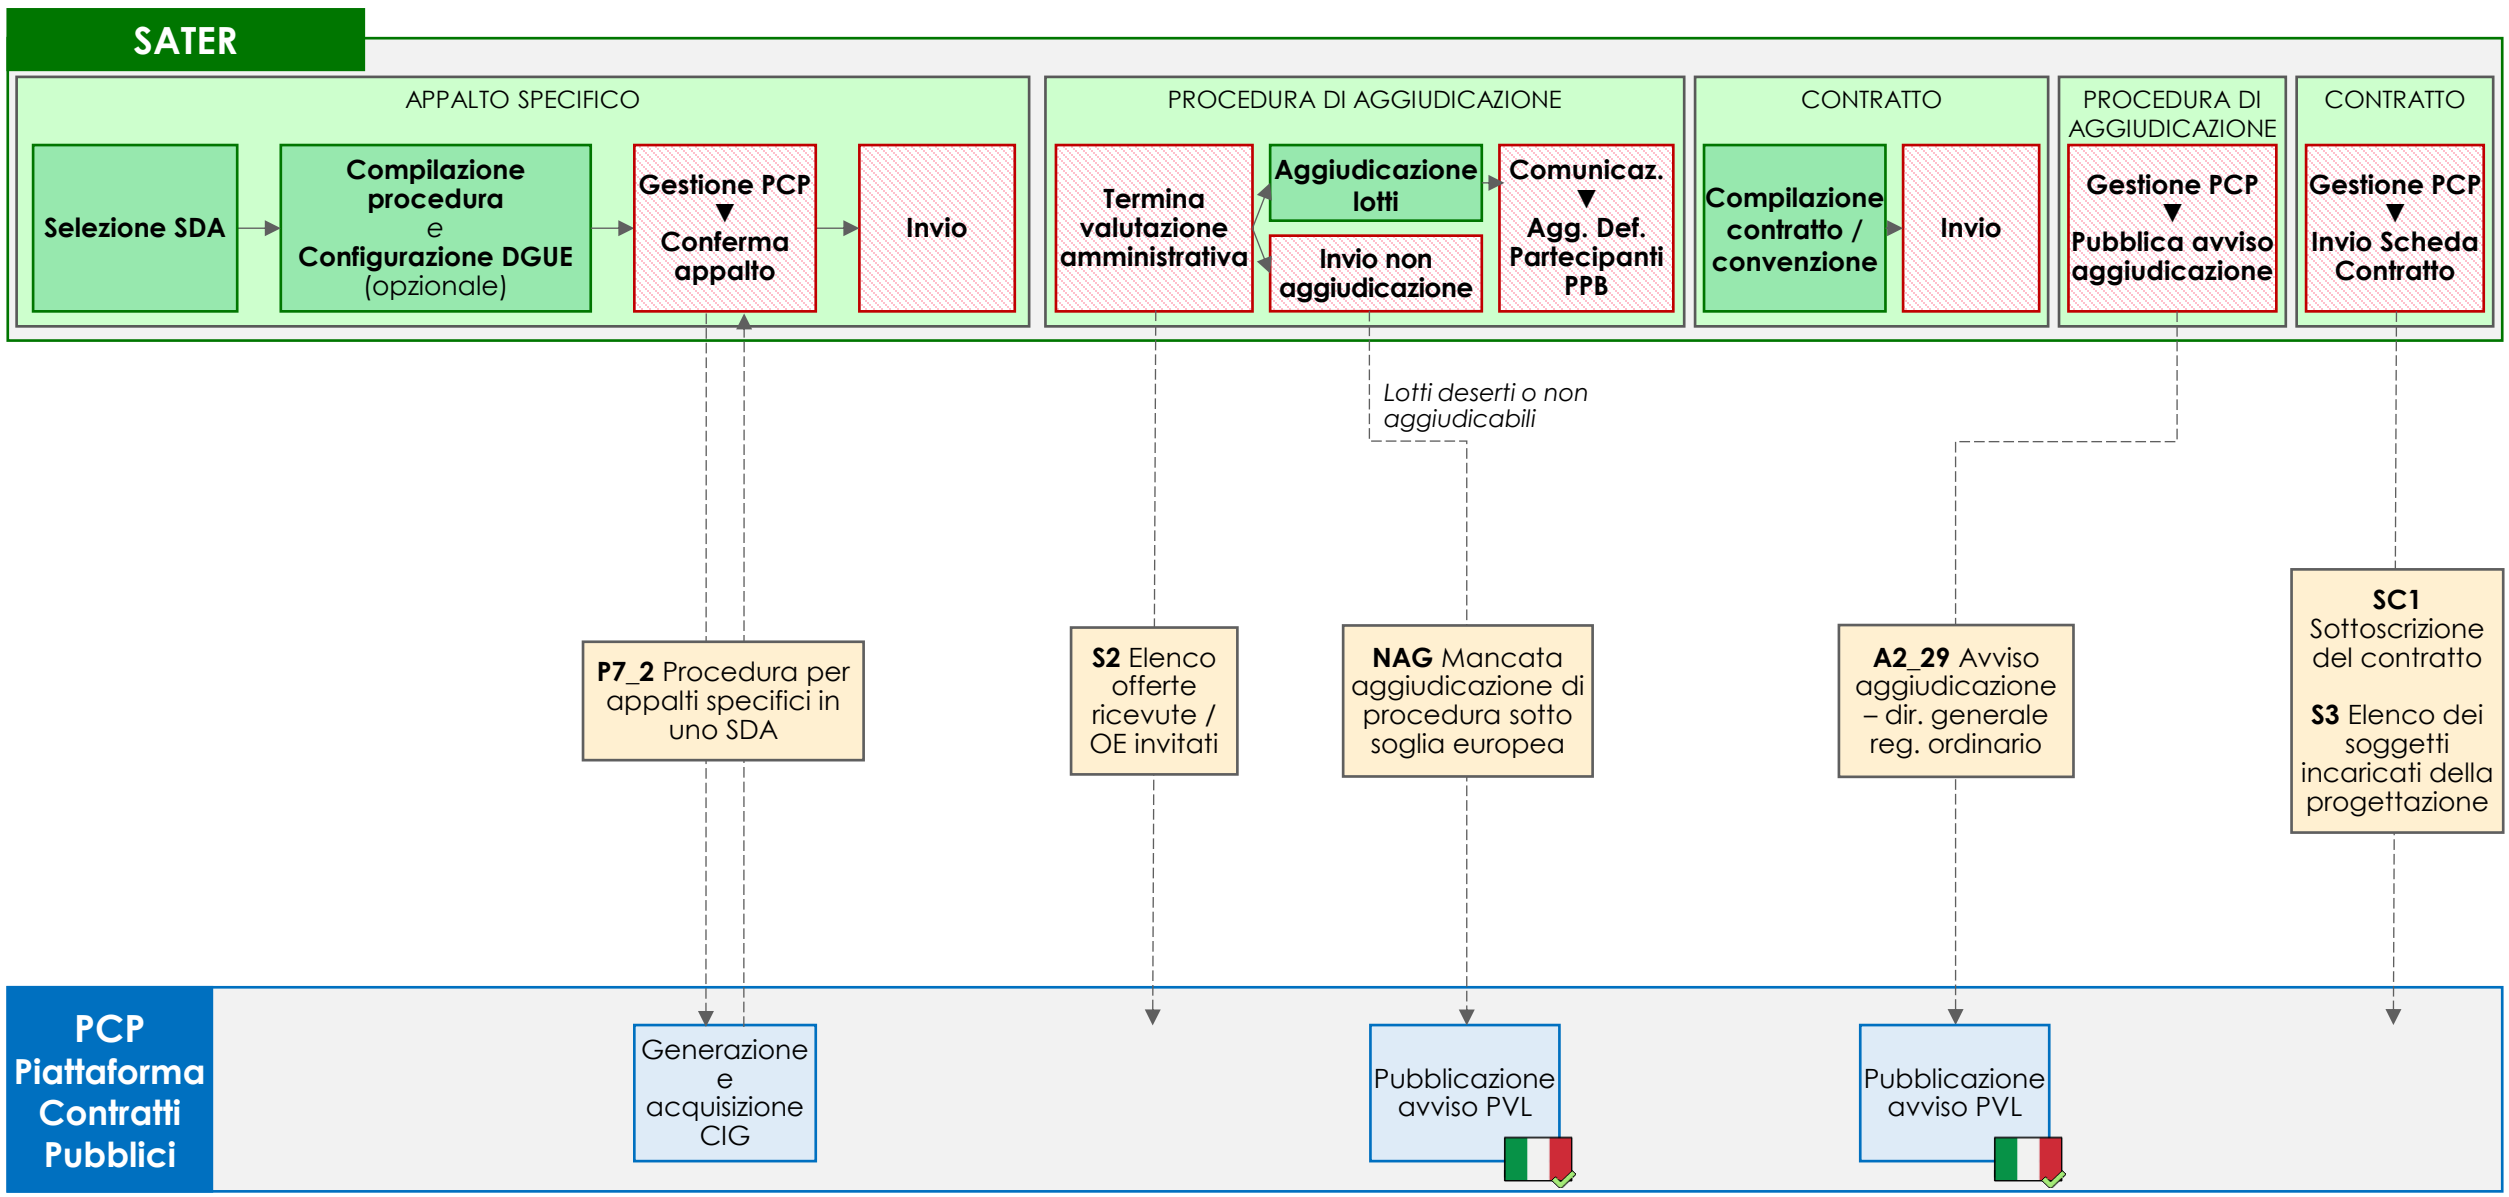 SATER
APPALTO SPECIFICO
Selezione SDA
Compilazione
procedura
e
Configurazione DGUE
(opzionale)
Gestione PCP
▼
Conferma
appalto
Invio
PROCEDURA DI AGGIUDICAZIONE
Termina
valutazione
amministrativa
Aggiudicazione
lotti
Invio non
aggiudicazione
Comunicaz.
▼
Agg. Def.
Partecipanti
PPB
CONTRATTO
Compilazione
contratto /
convenzione
Invio
PROCEDURA DI
AGGIUDICAZIONE
Gestione PCP
▼
Pubblica avviso
aggiudicazione
CONTRATTO
Gestione PCP
▼
Invio Scheda
Contratto
Lotti deserti o non
aggiudicabili
P7_2 Procedura per
appalti specifici in
uno SDA
S2 Elenco
offerte
ricevute /
OE invitati
NAG Mancata
aggiudicazione di
procedura sotto
soglia europea
A2_29 Avviso
aggiudicazione
– dir. generale
reg. ordinario
SC1
Sottoscrizione
del contratto
S3 Elenco dei
soggetti
incaricati della
progettazione
PCP
Piattaforma
Contratti
Pubblici
Generazione
e
acquisizione
CIG
Pubblicazione
avviso PVL
Pubblicazione
avviso PVL